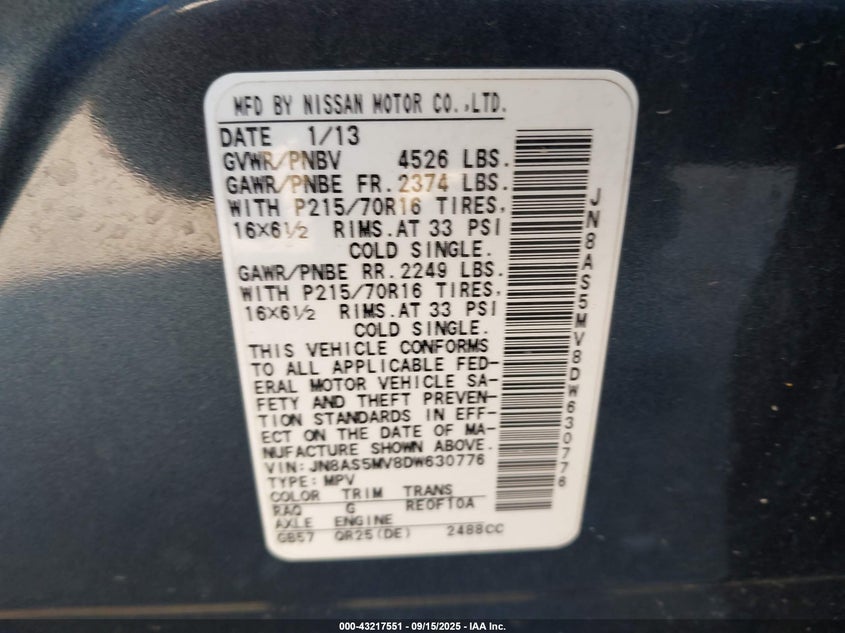 MFD BY NISSAN MOTOR CO.,LTD.
DATE 1/13
GVWR/PNBV 4526 LBS.
GAWR/PNBE FR. 2374 LBS.
WITH P215/70R16 TIRES.
16×6½ RIMS. AT 33 PSI
COLD SINGLE.
GAWR/PNBE RR. 2249 LBS.
WITH P215/70R16 TIRES.
16×6½ RIMS. AT 33 PSI
COLD SINGLE.
THIS VEHICLE CONFORMS
TO ALL APPLICABLE FED-
ERAL MOTOR VEHICLE SA-
FETY AND THEFT PREVEN-
TION STANDARDS IN EFF-
ECT ON THE DATE OF MA-
NUFACTURE SHOWN ABOVE.
VIN: JN8AS5MV8DW630776
TYPE: MPV
COLOR TRIM TRANS
RAQ G RE0F10A
AXLE ENGINE
GB57 QR25(DE) 2488CC
JN8AS5MV8DW630776
000-43217551 - 09/15/2025 - IAA Inc.